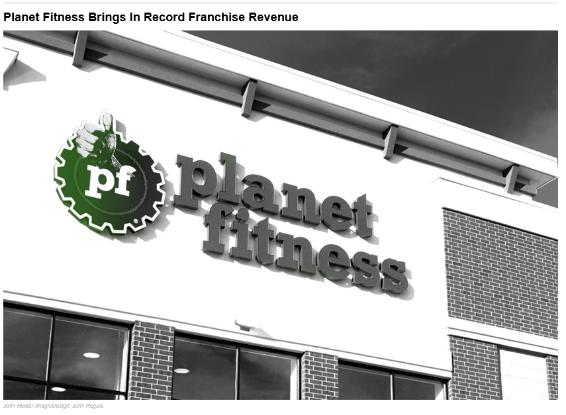 Planet Fitness Brings In Record Franchise Revenue
pf
planet
fitness